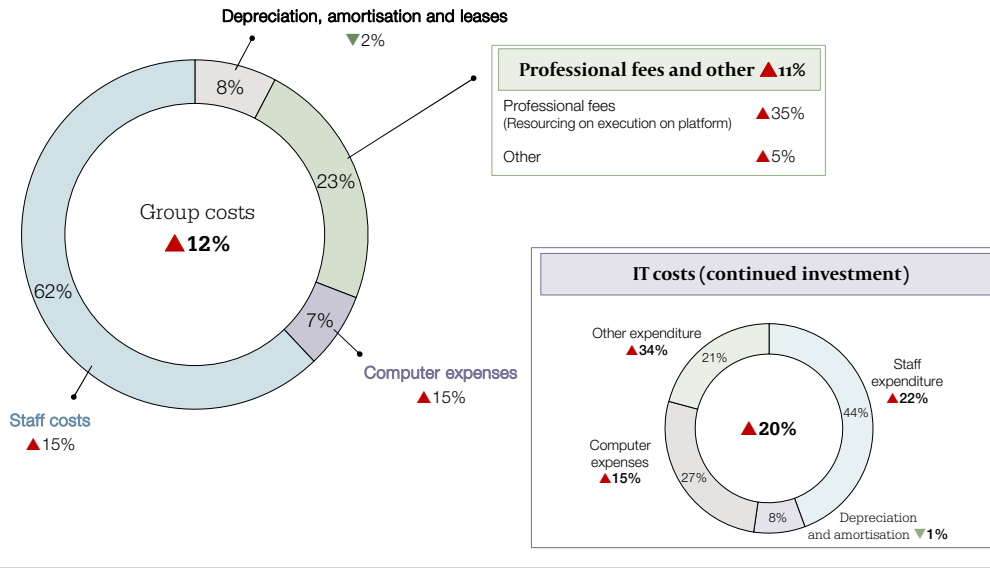 Depreciation, amortisation and leases
▼2%
8%
23%
Group costs
▲12%
62%
7%
Computer expenses
▲15%
Staff costs
▲15%
Professional fees and other ▲11%
Professional fees
(Resourcing on execution on platform)
▲35%
Other
▲5%
IT costs (continued investment)
Other expenditure
▲34%
21%
Staff
expenditure
▲22%
44%
▲20%
Computer
expenses
▲15%
27%
8%
Depreciation
and amortisation ▼1%